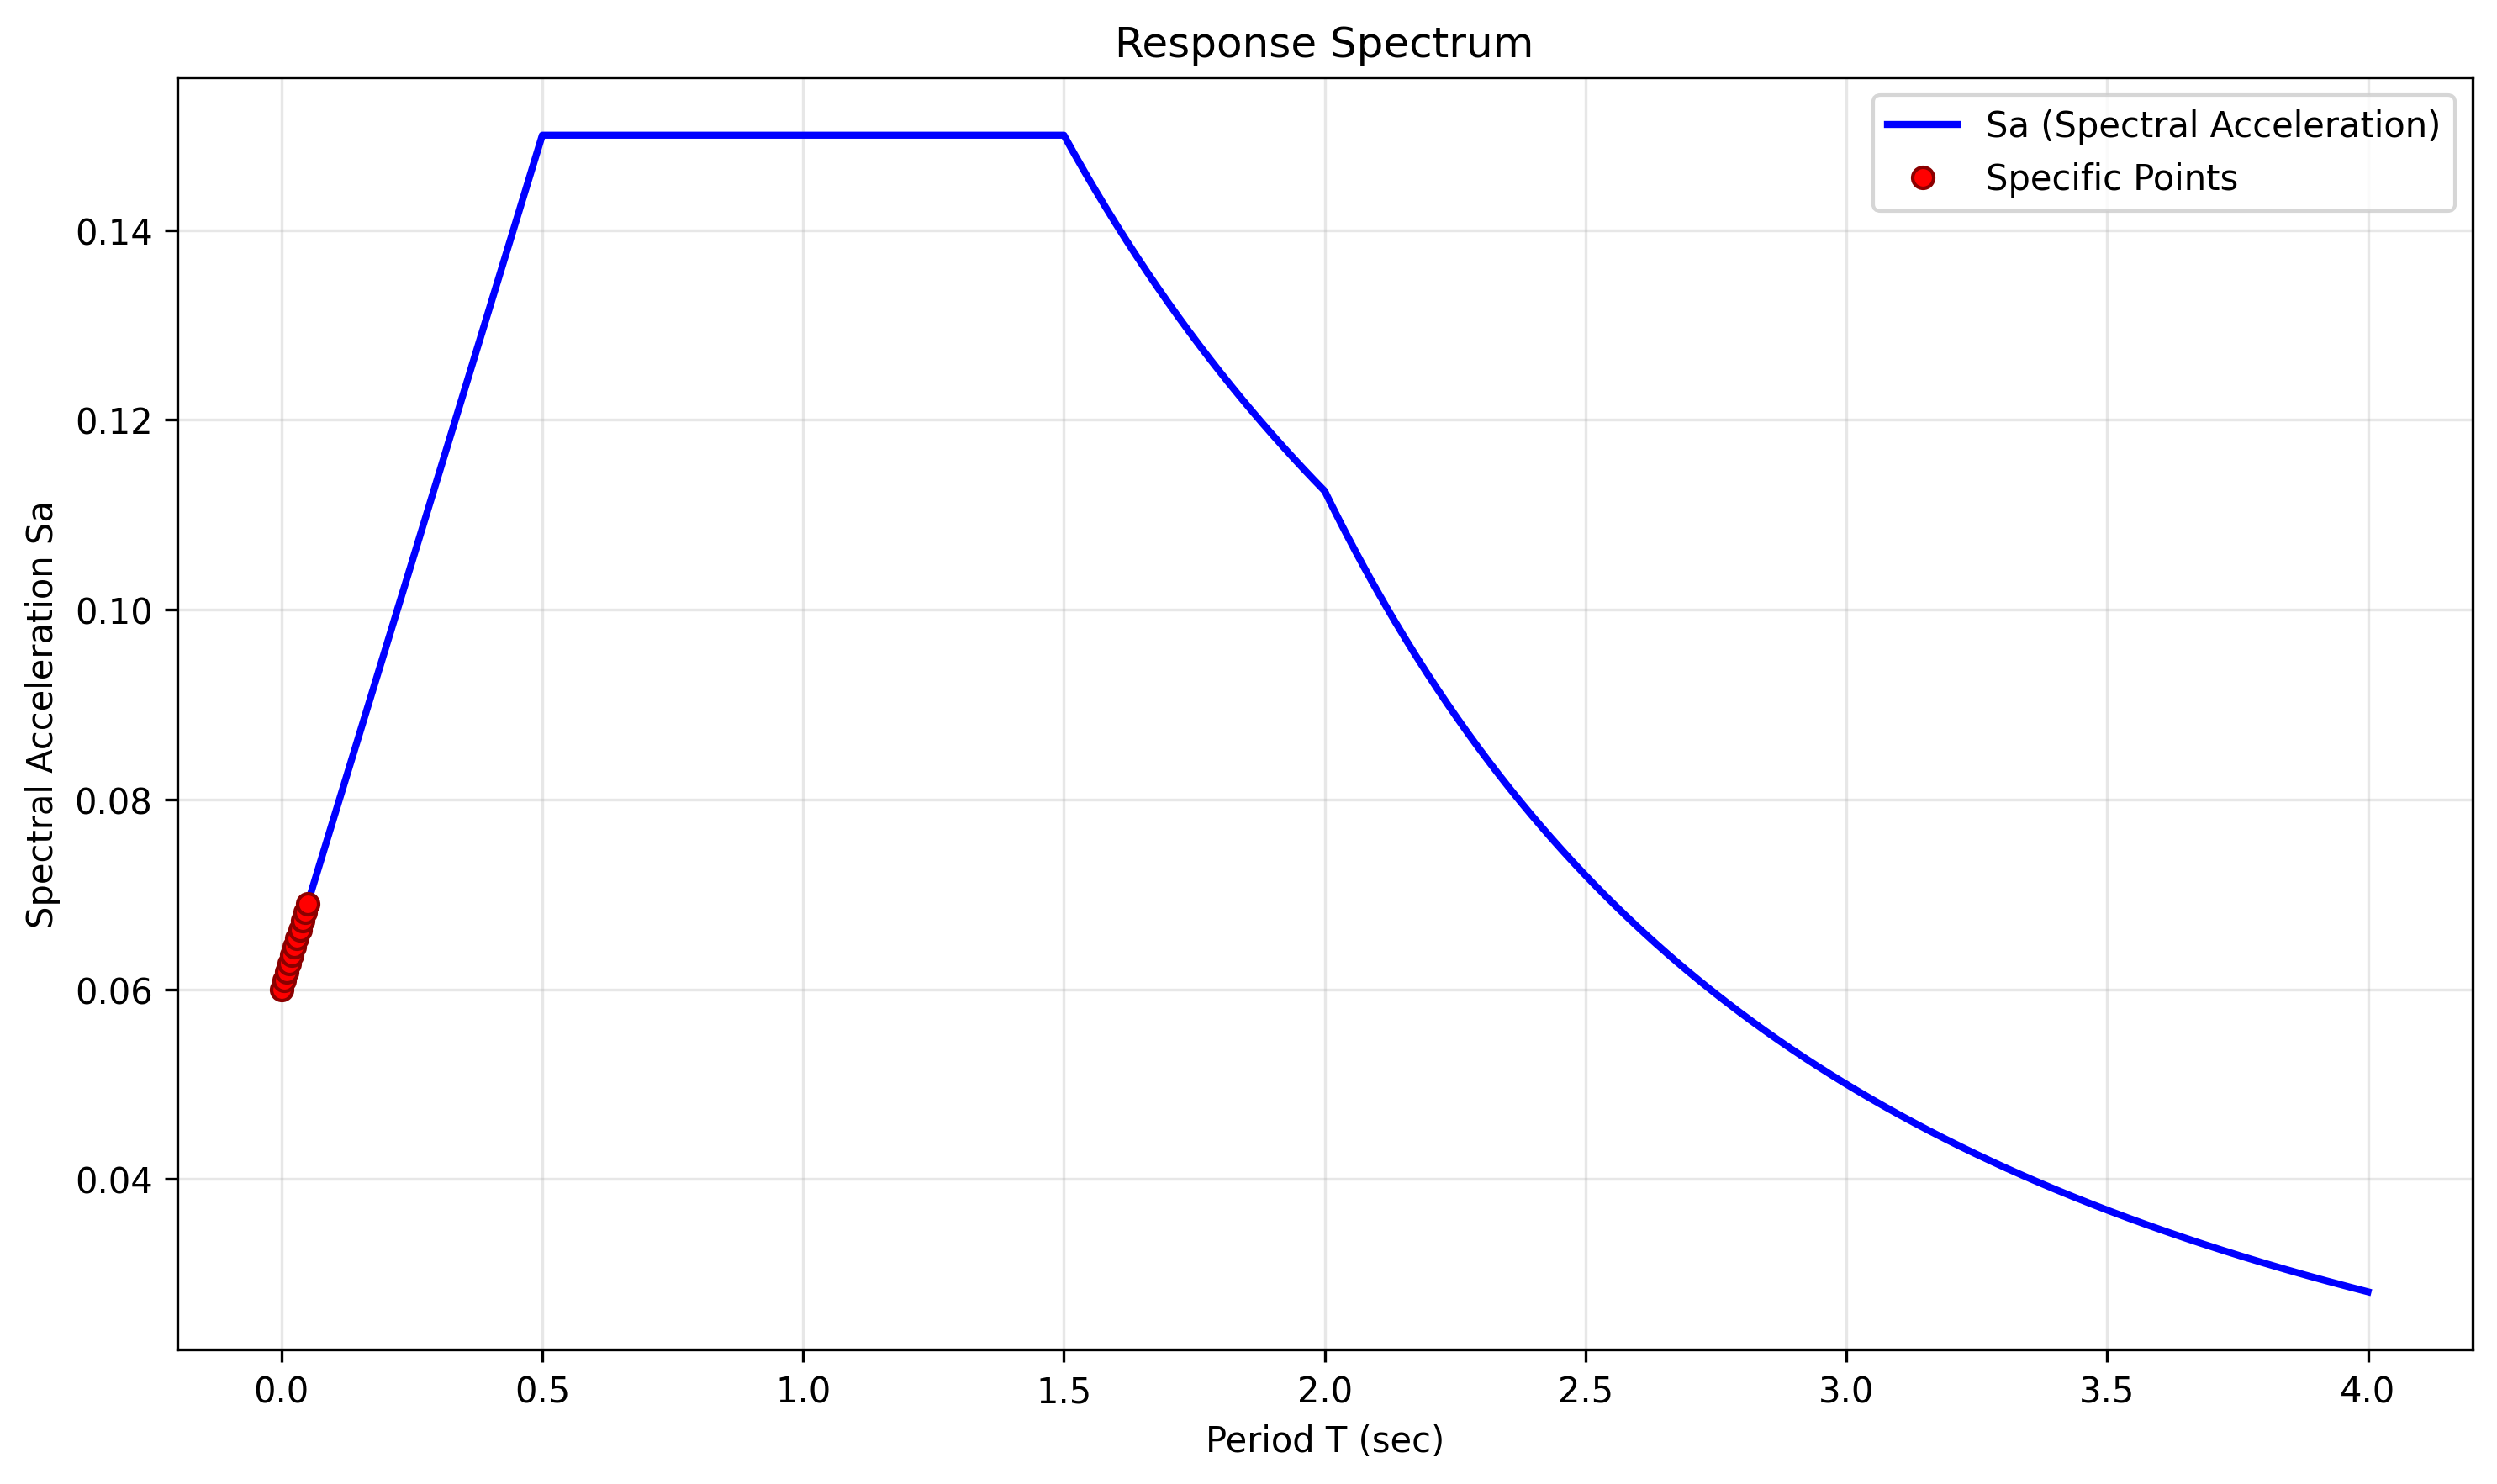 Response Spectrum
Sa (Spectral Acceleration)
Specific Points
Spectral Acceleration Sa
0.14
0.12
0.10
0.08
0.06
0.04
0.0 0.5 1.0 1.5 2.0 2.5 3.0 3.5 4.0
Period T (sec)